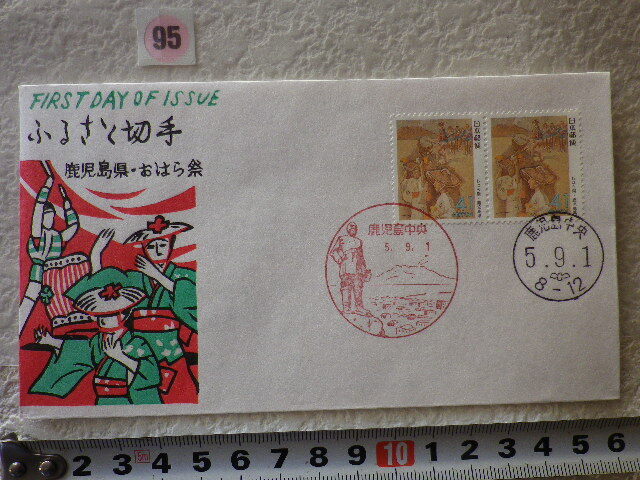 95
FIRST DAY OF ISSUE
ふるさと切手
鹿児島県・おはら祭
日本郵便
日本郵便
鹿児島中央
5.9.1
鹿児島中央
5.9.1
8-12
2 3 4 5 6 7 8 9 10 1 2 3 4 5 6
5m